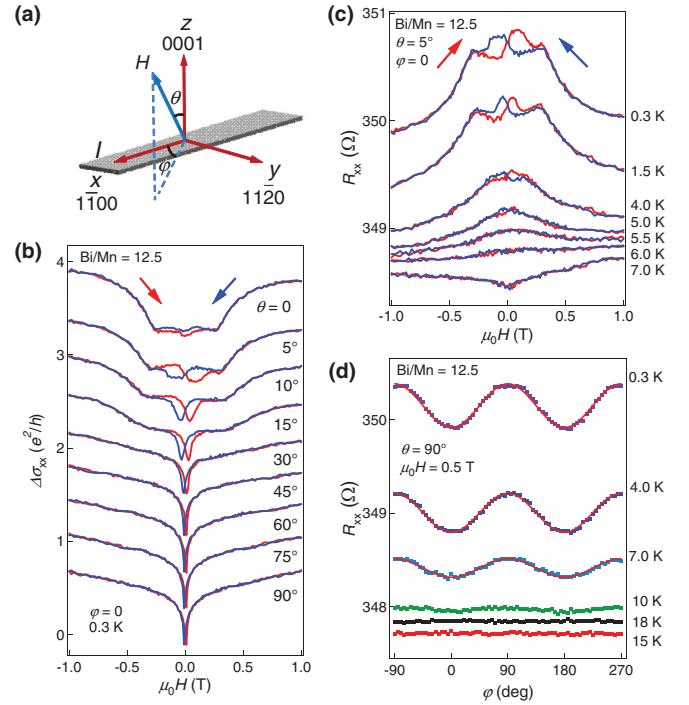 (a)
z
0001
H
θ
I
φ
x
11̄00
y
112̄0
(b)
Bi/Mn = 12.5
θ = 0
5°
10°
15°
30°
45°
60°
75°
90°
φ = 0
0.3 K
4
3
2
1
0
Δσxx (e²/h)
-1.0
-0.5
0.0
0.5
1.0
μ0H (T)
(c)
Bi/Mn = 12.5
θ = 5°
φ = 0
351
350
349
Rxx (Ω)
0.3 K
1.5 K
4.0 K
5.0 K
5.5 K
6.0 K
7.0 K
-1.0
-0.5
0.0
0.5
1.0
μ0H (T)
(d)
Bi/Mn = 12.5
0.3 K
θ = 90°
μ0H = 0.5 T
350
349
348
Rxx (Ω)
4.0 K
7.0 K
10 K
18 K
15 K
-90
0
90
180
270
φ (deg)